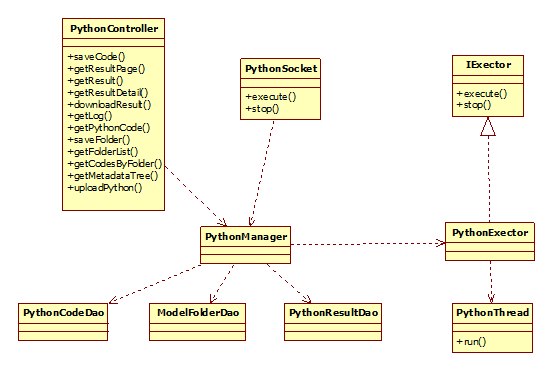 PythonController
+saveCode()
+getResultPage()
+getResult()
+getResultDetail()
+downloadResult()
+getLog()
+getPythonCode()
+saveFolder()
+getFolderList()
+getCodesByFolder()
+getMetadataTree()
+uploadPython()
PythonSocket
+execute()
+stop()
IExector
+execute()
+stop()
PythonManager
PythonExector
PythonCodeDao
ModelFolderDao
PythonResultDao
PythonThread
+run()